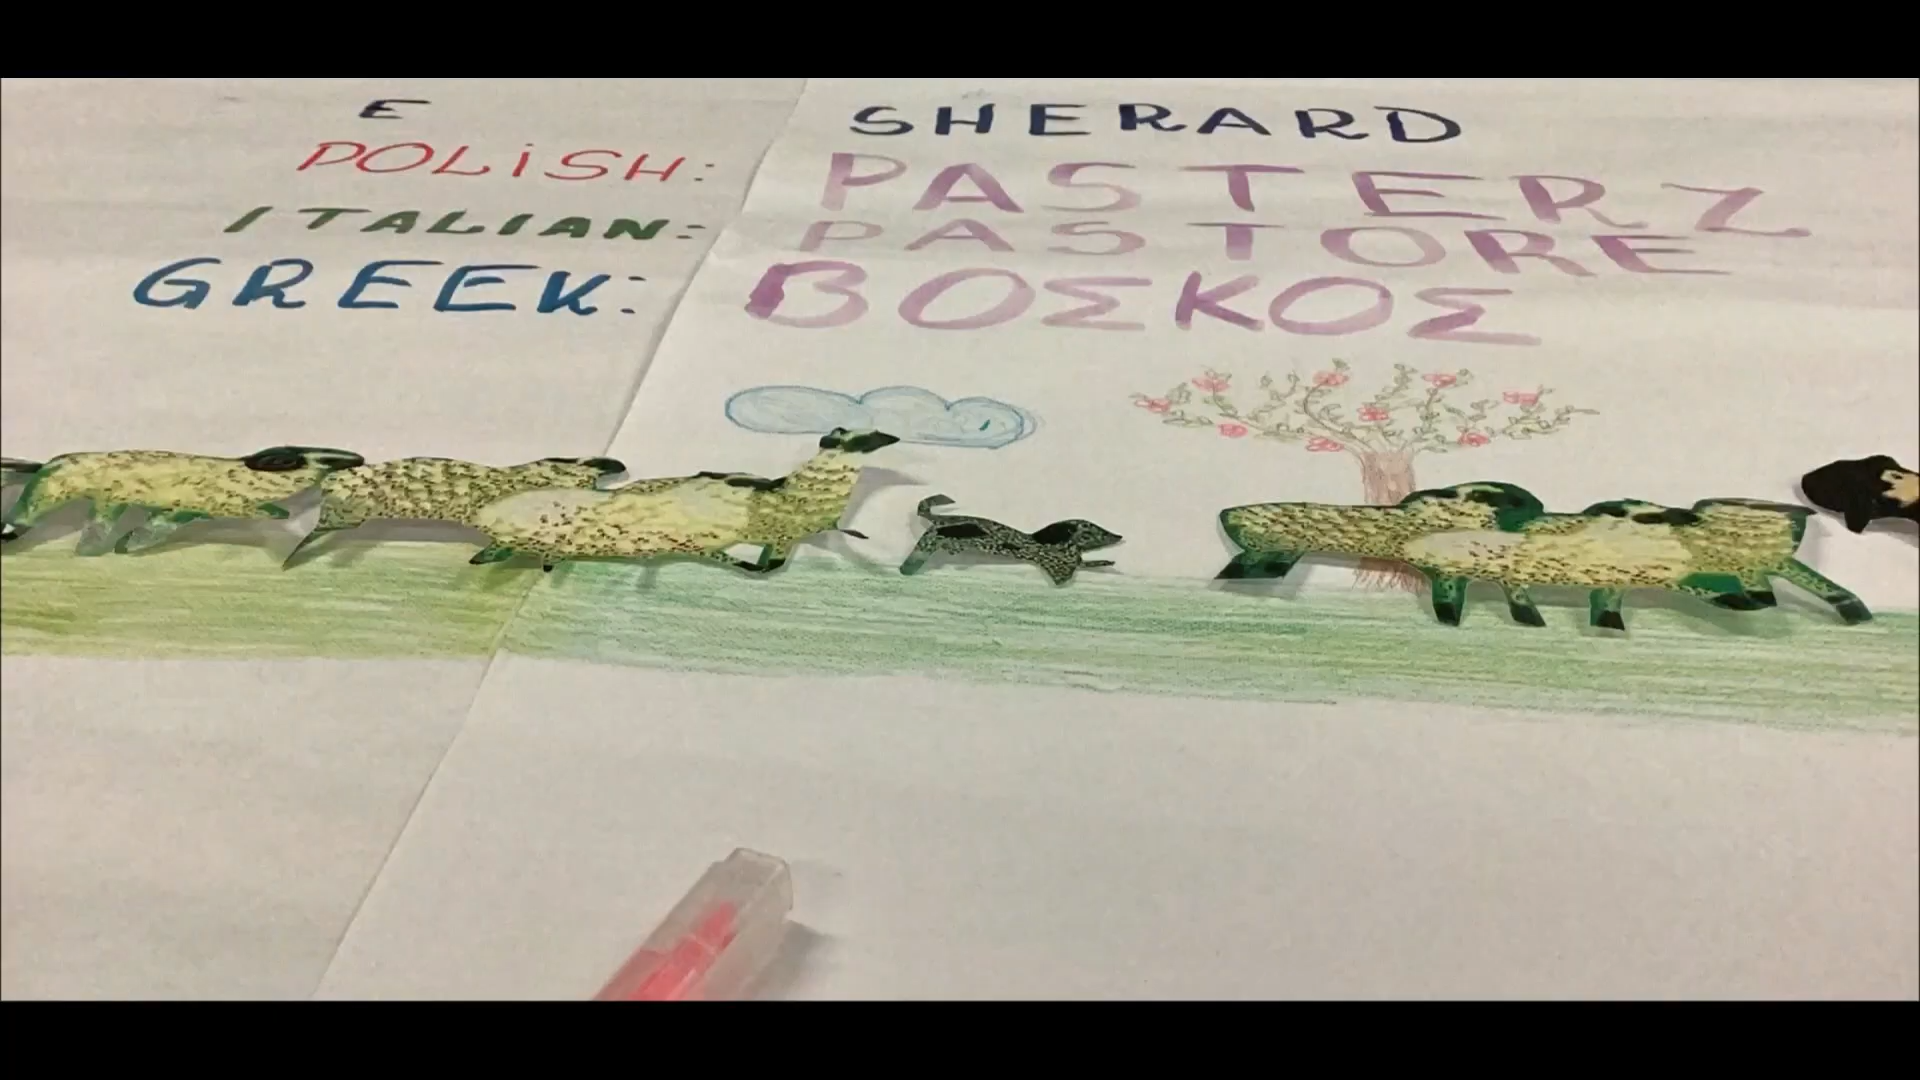 E SHERARD
POLiSH: PASTERZ
ITALIAN: PASTORE
GREEK: ΒΟΣΚΟΣ